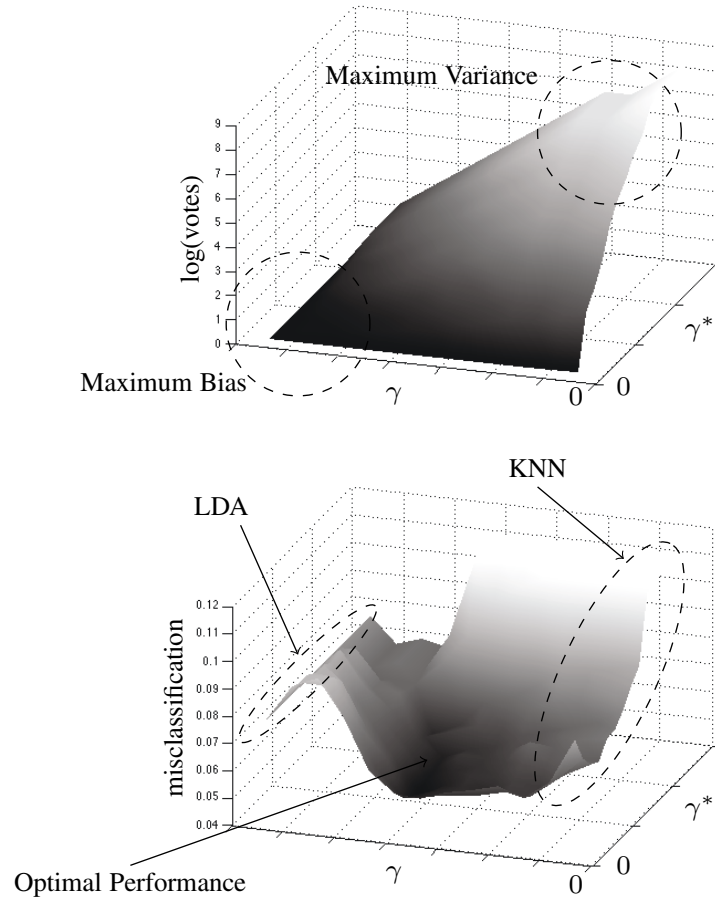 Maximum Variance
9
8
7
6
5
4
3
2
1
0
log(votes)
Maximum Bias
γ
0
0
γ*
KNN
LDA
0.12
0.11
0.1
0.09
0.08
0.07
0.06
0.05
0.04
misclassification
Optimal Performance
γ
0
0
γ*